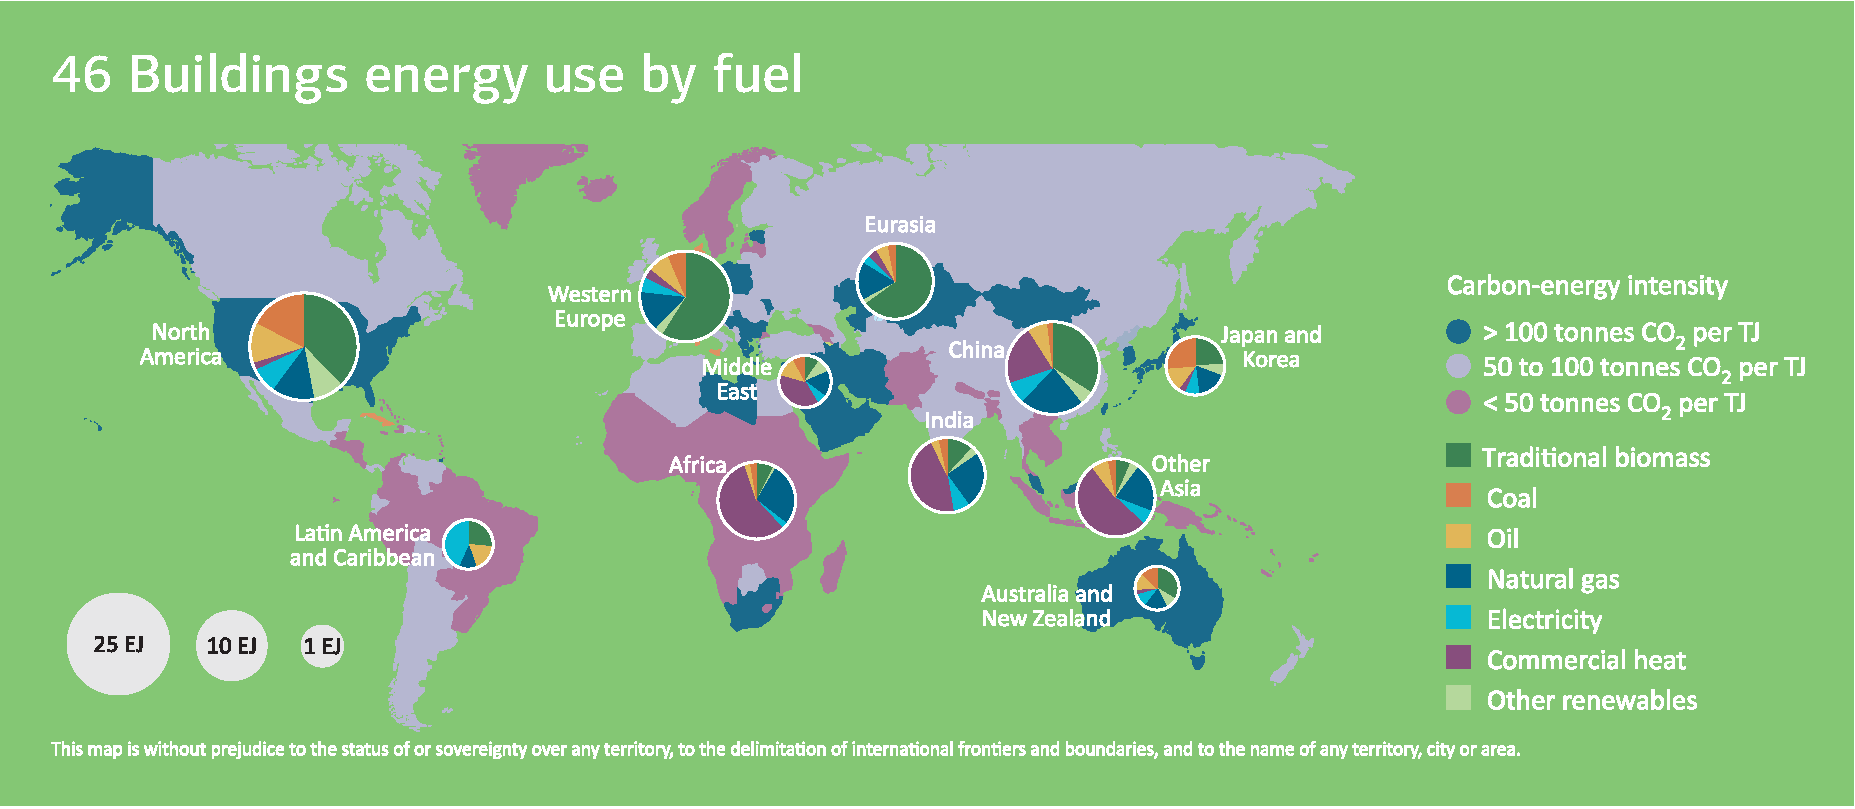 46 Buildings energy use by fuel
Eurasia
Western
Europe
North
America
Japan and
Korea
China
Middle
East
India
Africa
Other
Asia
Latin America
and Caribbean
Australia and
New Zealand
25 EJ
10 EJ
1 EJ
Carbon-energy intensity
> 100 tonnes CO₂ per TJ
50 to 100 tonnes CO₂ per TJ
< 50 tonnes CO₂ per TJ
Traditional biomass
Coal
Oil
Natural gas
Electricity
Commercial heat
Other renewables
This map is without prejudice to the status of or sovereignty over any territory, to the delimitation of international frontiers and boundaries, and to the name of any territory, city or area.